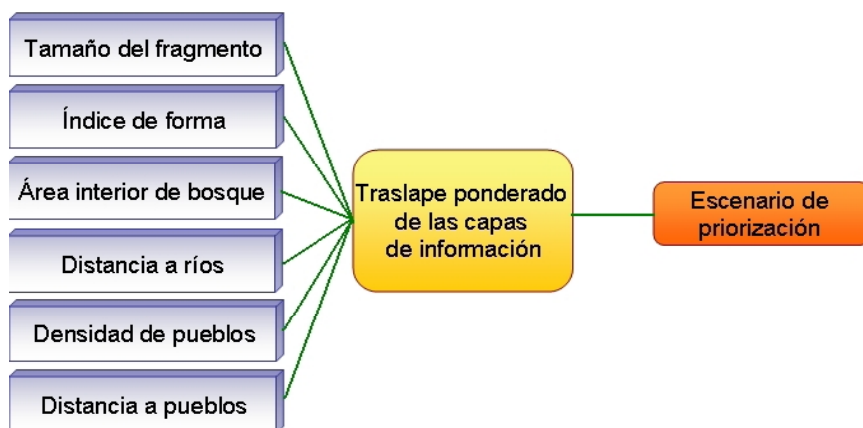 Tamaño del fragmento
Índice de forma
Área interior de bosque
Distancia a ríos
Densidad de pueblos
Distancia a pueblos
Traslape ponderado
de las capas
de información
Escenario de
priorización